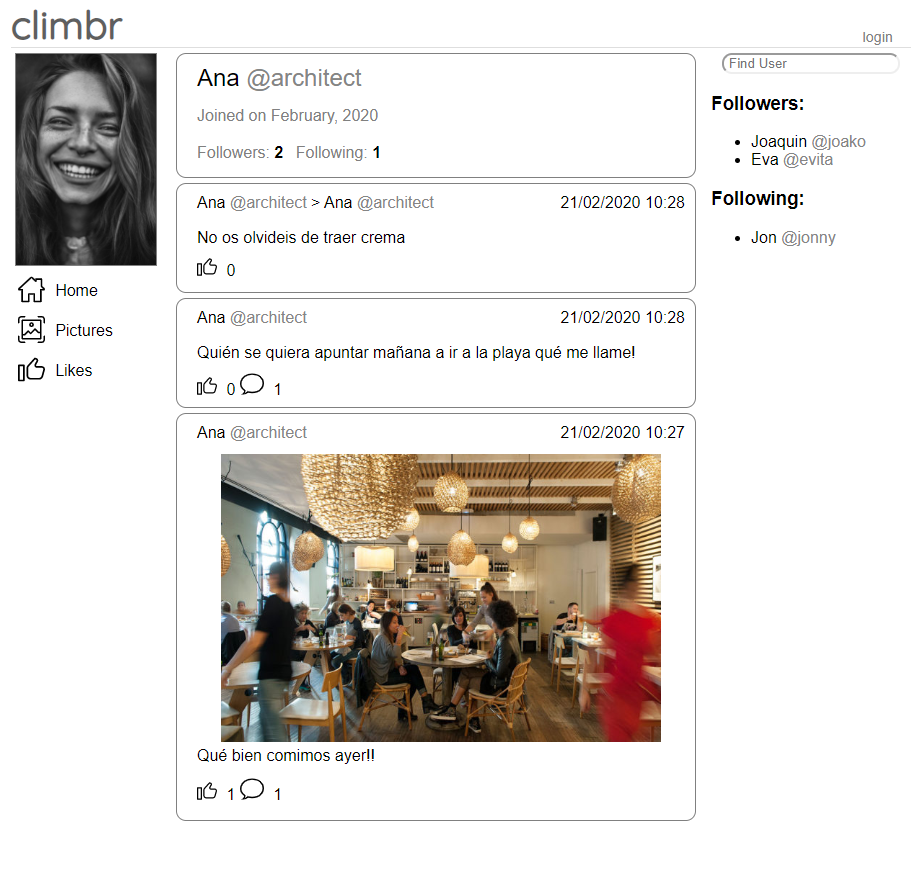 climbr
login
Ana @architect
Joined on February, 2020
Followers: 2 Following: 1
Ana @architect > Ana @architect 21/02/2020 10:28
No os olvideis de traer crema
0
Ana @architect 21/02/2020 10:28
Quién se quiera apuntar mañana a ir a la playa qué me llame!
0 1
Ana @architect 21/02/2020 10:27
Qué bien comimos ayer!!
1 1
Home
Pictures
Likes
Find User
Followers:
Joaquin @joako
Eva @evita
Following:
Jon @jonny